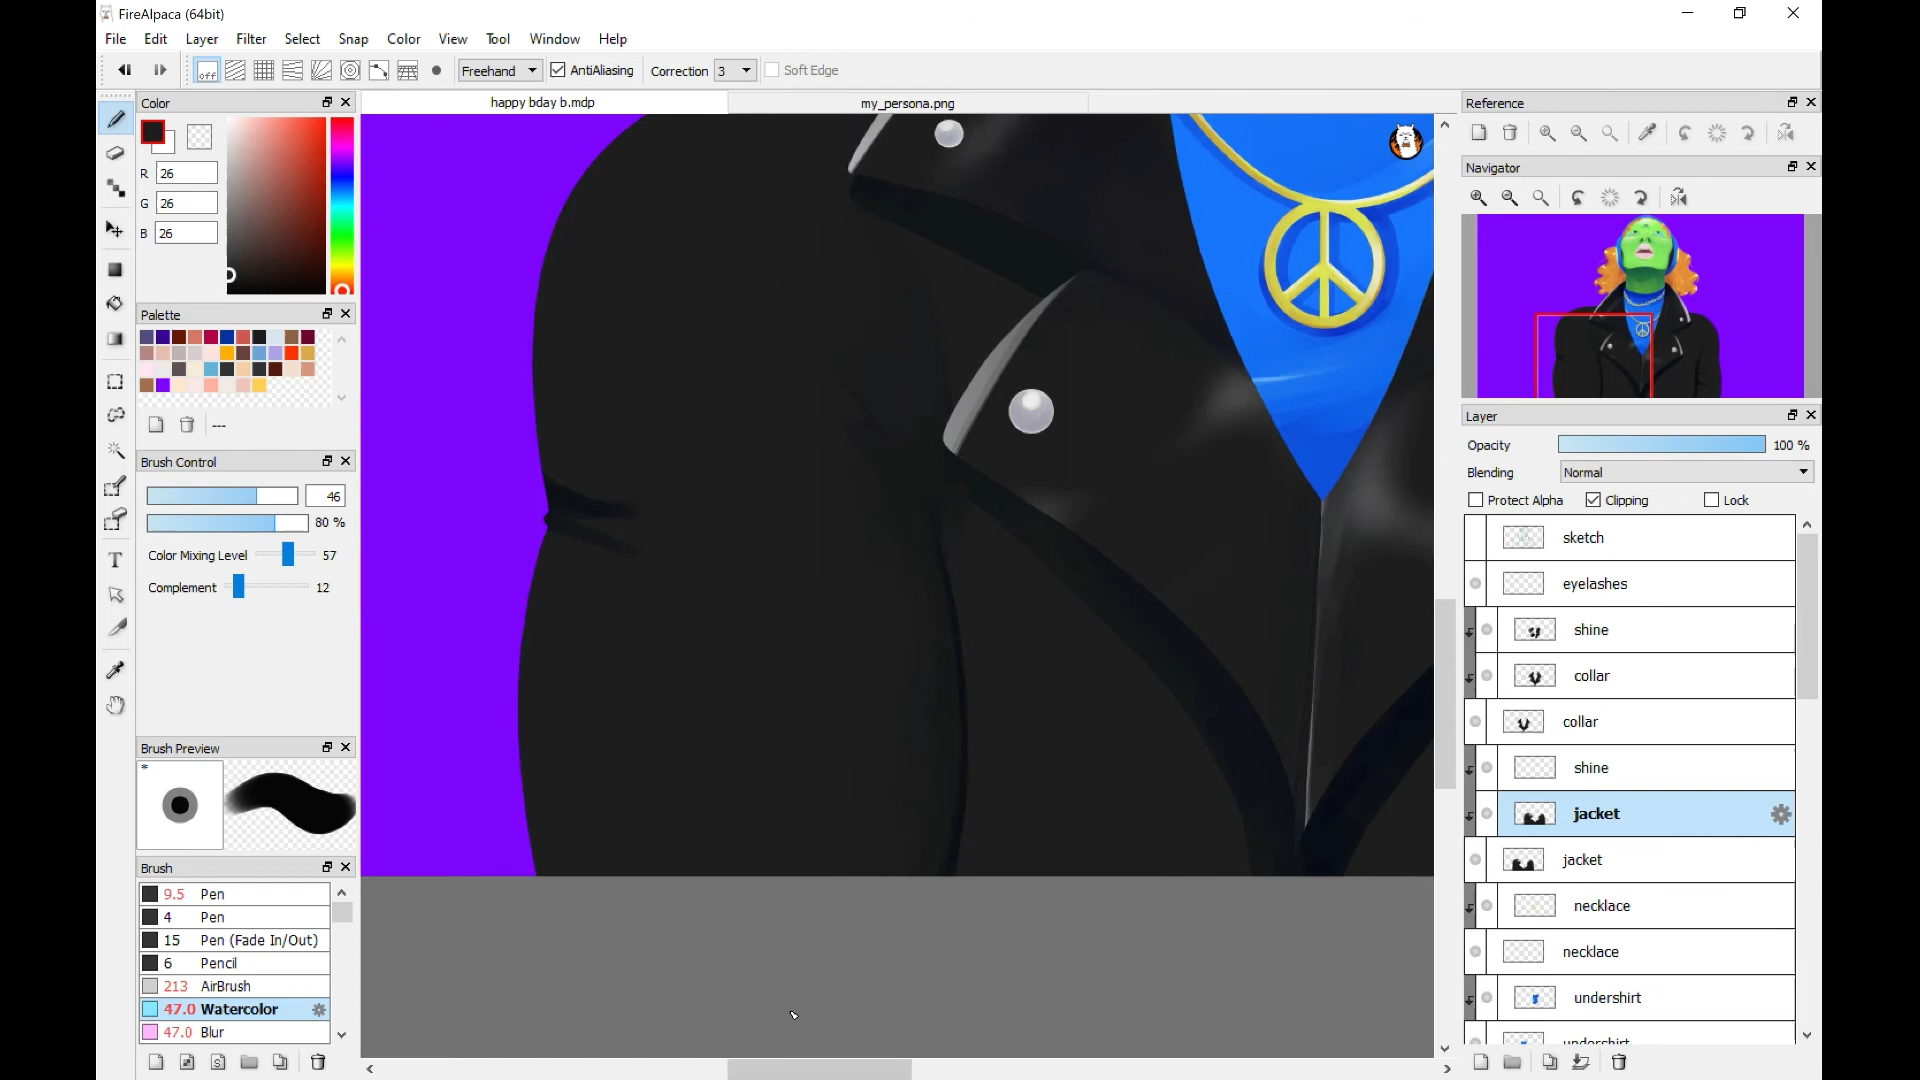 FireAlpaca (64bit)
File Edit Layer Filter Select Snap Color View Tool Window Help
off Freehand AntiAliasing Correction 3 Soft Edge
Color
happy bday b.mdp my_persona.png
Reference
R 26
G 26
B 26
Navigator
Palette
---
Layer
Opacity 100 %
Brush Control
Blending Normal
46
Protect Alpha Clipping Lock
80 %
sketch
Color Mixing Level 57
eyelashes
Complement 12
shine
collar
collar
Brush Preview
*
shine
jacket
jacket
Brush
9.5 Pen
necklace
4 Pen
15 Pen (Fade In/Out)
necklace
6 Pencil
213 AirBrush
undershirt
47.0 Watercolor
47.0 Blur
undershirt